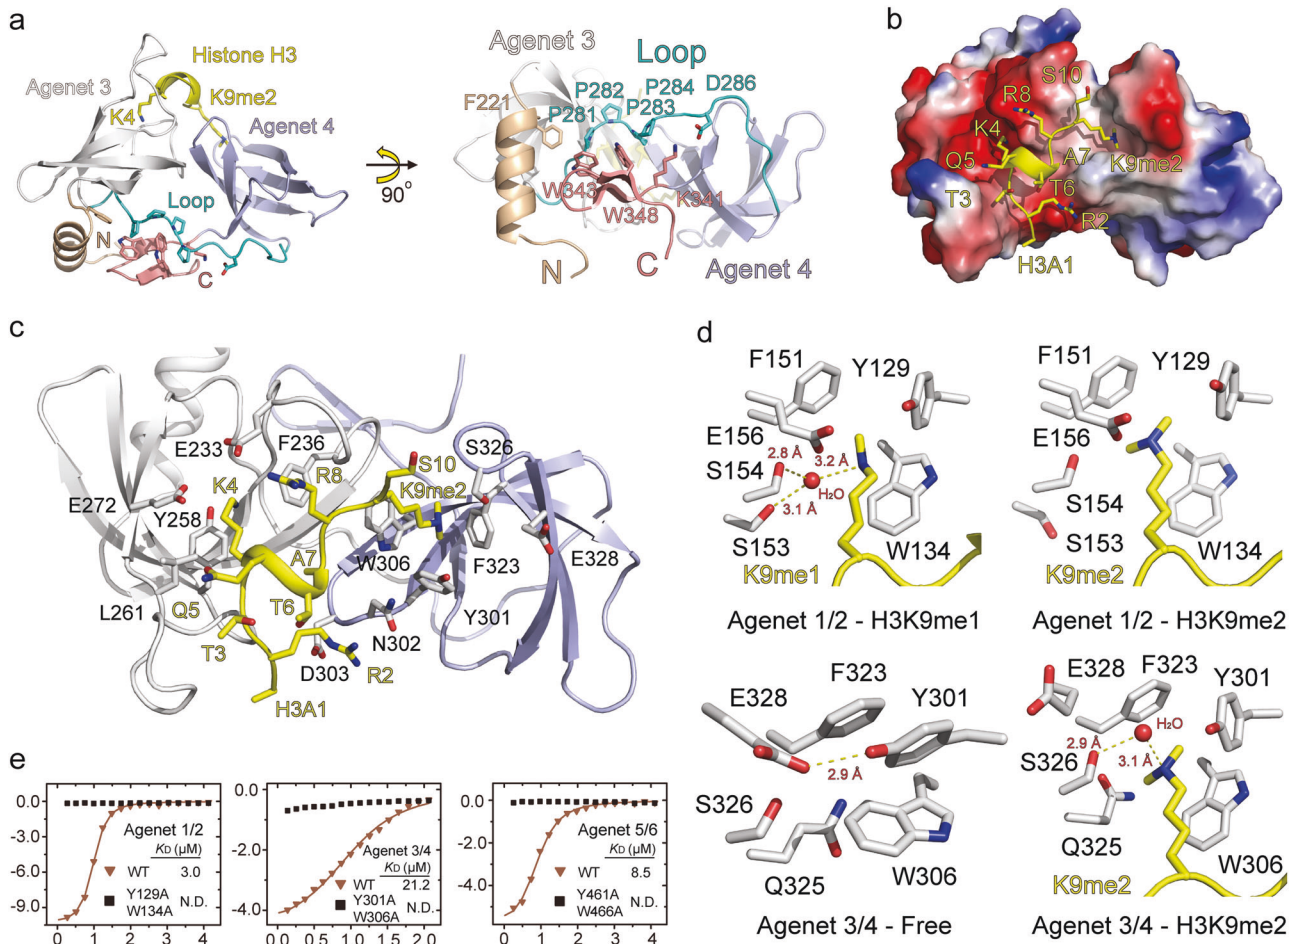 a
Histone H3
Agenet 3
K4
K9me2
Agenet 4
Loop
N
C
90°
Agenet 3
Loop
F221
P282
P284
D286
P281
P283
W343
K341
W348
N
C
Agenet 4
b
S10
R8
K4
Q5
A7
K9me2
T3
T6
R2
H3A1
c
E233
F236
S326
S10
K4
R8
K9me2
E272
Y258
A7
W306
F323
E328
L261
Q5
T6
Y301
N302
T3
D303
R2
H3A1
d
F151
Y129
E156
2.8 Å
3.2 Å
S154
H₂O
3.1 Å
S153
W134
K9me1
Agenet 1/2 - H3K9me1
F151
Y129
E156
S154
S153
W134
K9me2
Agenet 1/2 - H3K9me2
E328
F323
Y301
2.9 Å
S326
Q325
W306
Agenet 3/4 - Free
E328
F323
Y301
H₂O
2.9 Å
S326
3.1 Å
Q325
W306
K9me2
Agenet 3/4 - H3K9me2
e
0.0
-3.0
-6.0
-9.0
Agenet 1/2
KD (μM)
WT 3.0
Y129A
W134A
N.D.
0 1 2 3 4
0.0
-2.0
-4.0
Agenet 3/4
KD (μM)
WT 21.2
Y301A
W306A
N.D.
0.0 0.5 1.0 1.5 2.0
0.0
-2.0
-4.0
Agenet 5/6
KD (μM)
WT 8.5
Y461A
W466A
N.D.
0 1 2 3 4